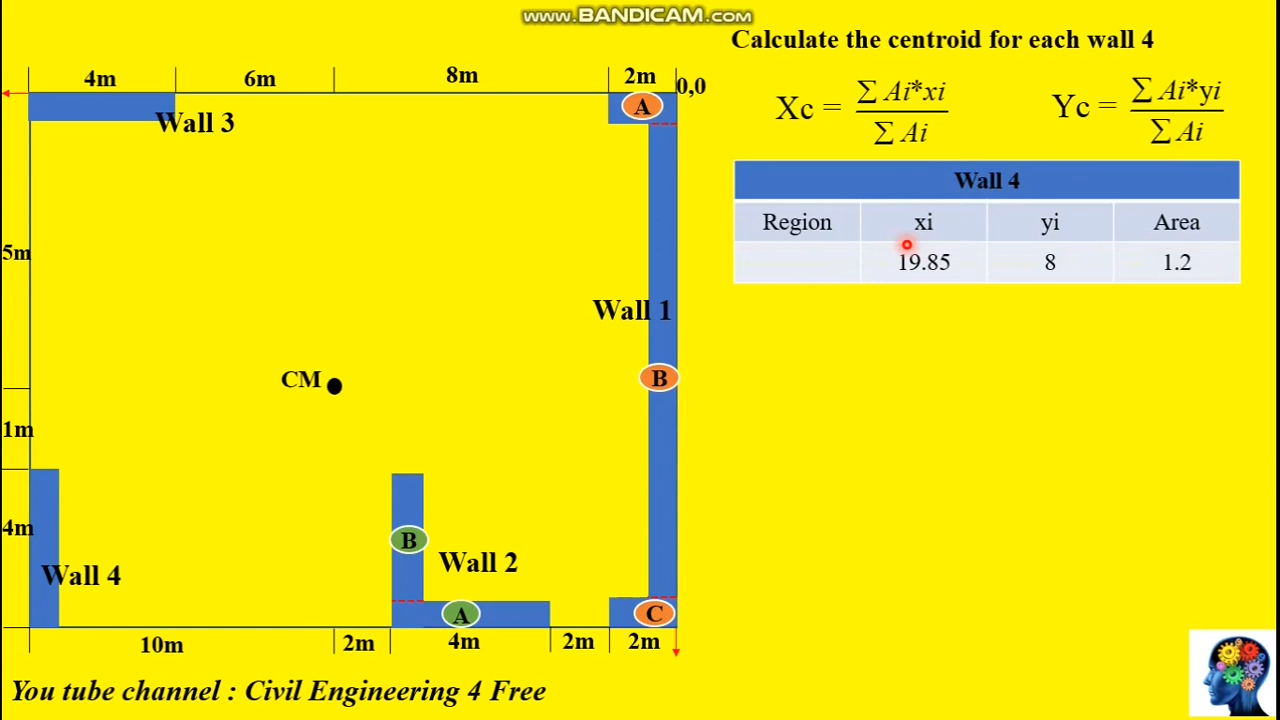 www.BANDICAM.com
Calculate the centroid for each wall 4
4m
6m
8m
2m
0,0
A
Wall 3
Xc = ∑ Ai*xi / ∑ Ai
Yc = ∑ Ai*yi / ∑ Ai
Wall 4
Region xi yi Area
19.85 8 1.2
5m
Wall 1
CM
B
1m
4m
B
Wall 2
Wall 4
A
C
10m
2m
4m
2m
2m
You tube channel : Civil Engineering 4 Free